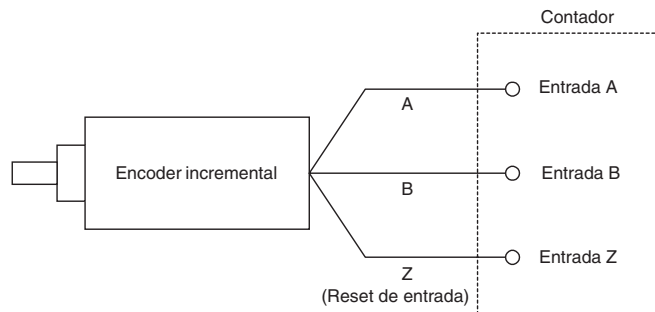 Contador
Entrada A
A
Encoder incremental
Entrada B
B
Entrada Z
Z
(Reset de entrada)